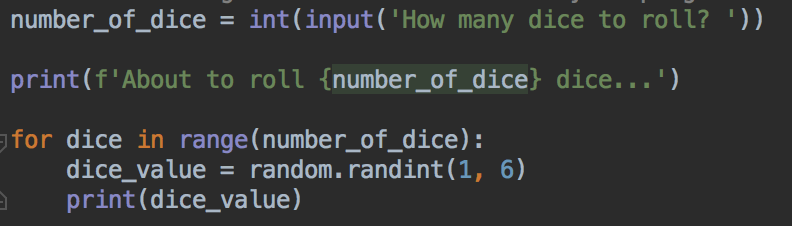 number_of_dice = int(input('How many dice to roll? '))
print(f'About to roll {number_of_dice} dice...')
for dice in range(number_of_dice):
    dice_value = random.randint(1, 6)
    print(dice_value)